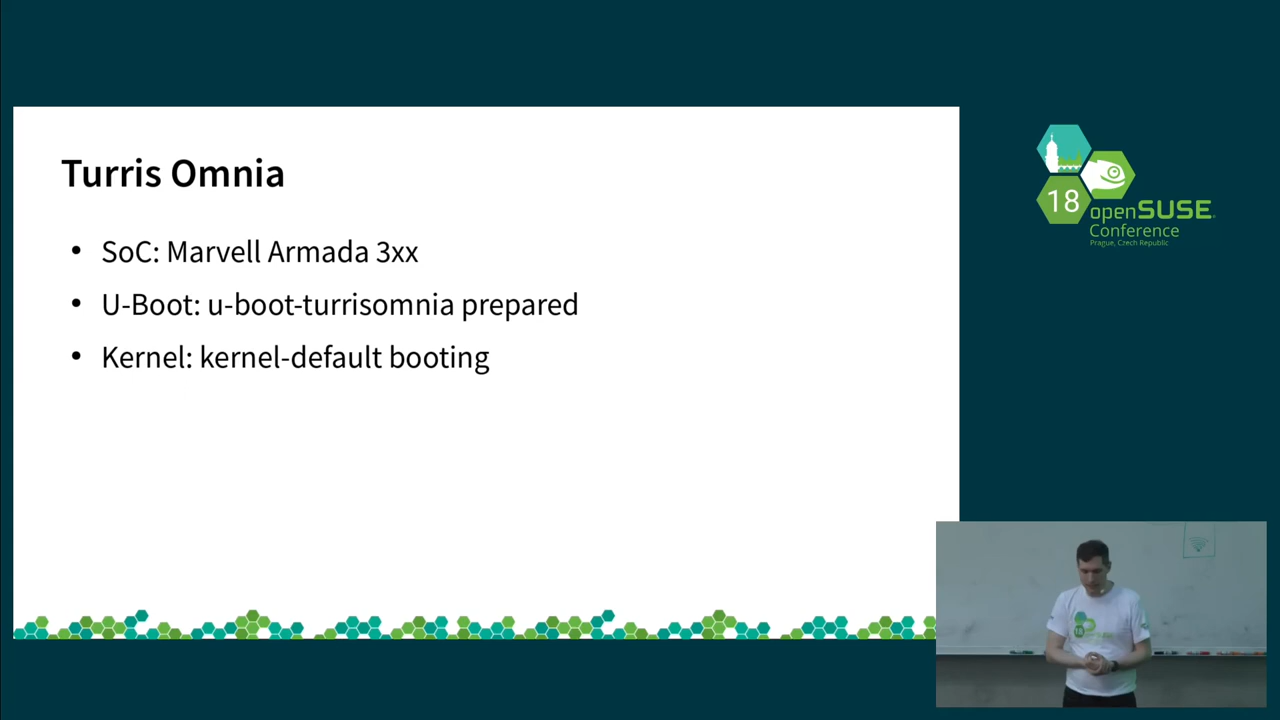 Turris Omnia
• SoC: Marvell Armada 3xx
• U-Boot: u-boot-turrisomnia prepared
• Kernel: kernel-default booting
18
openSUSE
Conference
Prague, Czech Republic